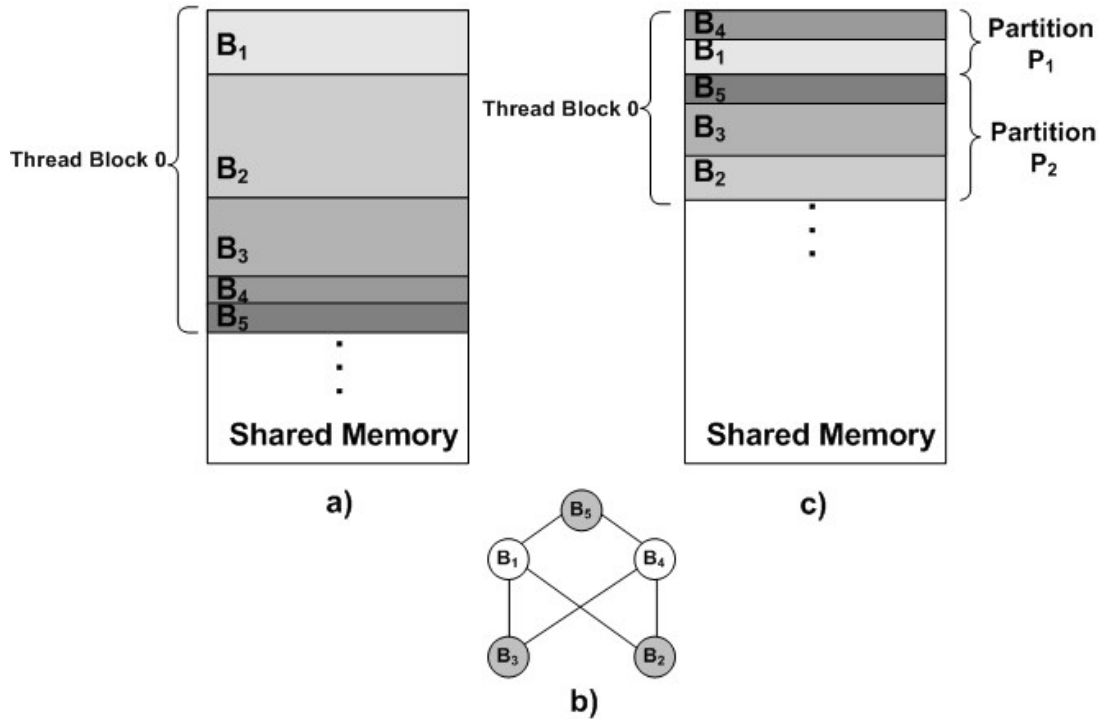 B₁
B₂
Thread Block 0
B₃
B₄
B₅
Shared Memory
a)
B₄
B₁
B₅
B₃
B₂
Thread Block 0
Partition
P₁
Partition
P₂
Shared Memory
c)
B₅
B₁
B₄
B₃
B₂
b)